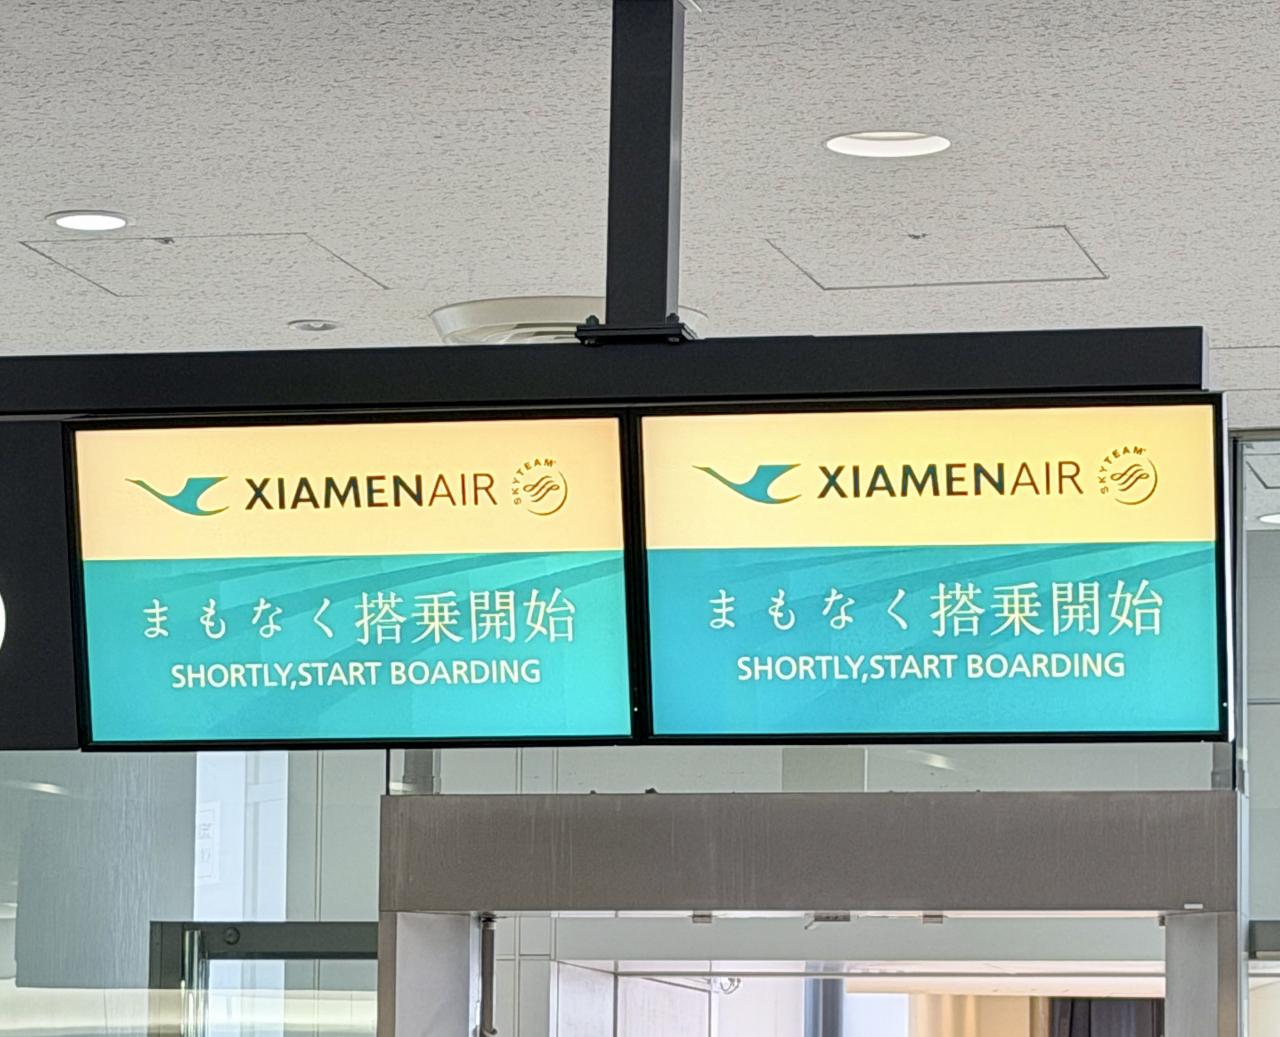 XIAMENAIR SKYTEAM
まもなく搭乗開始
SHORTLY,START BOARDING
XIAMENAIR SKYTEAM
まもなく搭乗開始
SHORTLY,START BOARDING